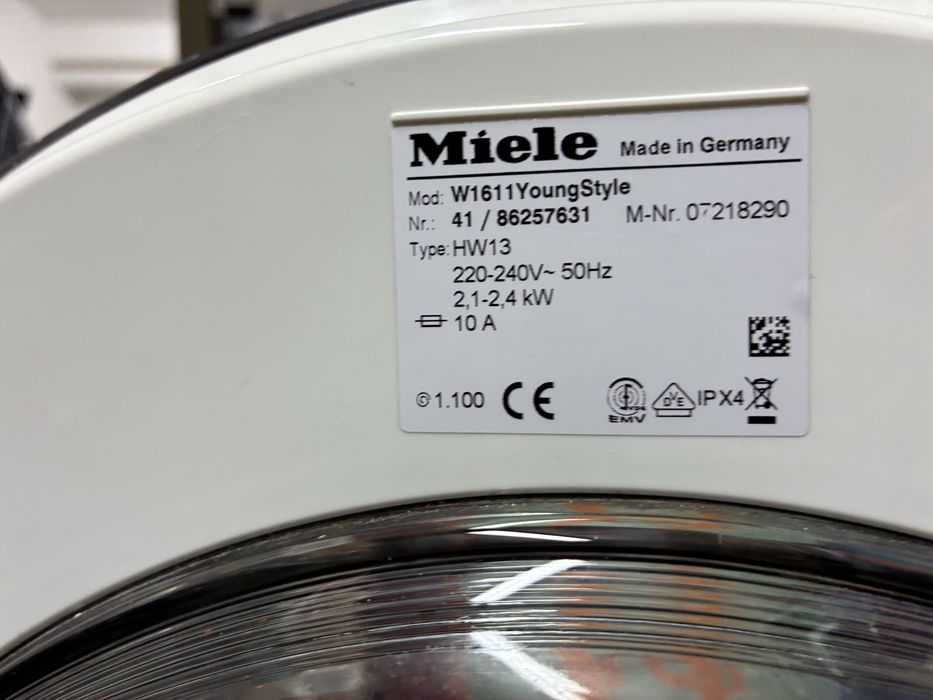 Miele Made in Germany
Mod: W1611YoungStyle
Nr.: 41 / 86257631 M-Nr. 07218290
Type: HW13
220-240V~ 50Hz
2,1-2,4 kW
10 A
1.100 CE EMV VDE IPX4